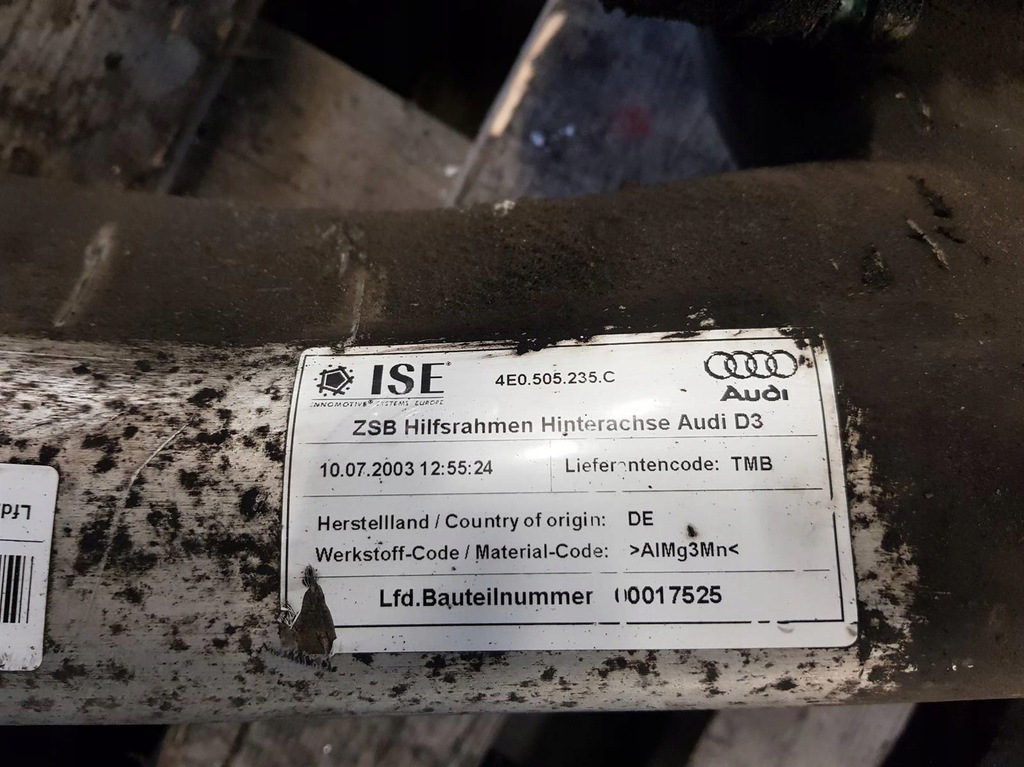 ISE®
INNOMOTIVE® SYSTEMS EUROPE
4E0.505.235.C
Audi
ZSB Hilfsrahmen Hinterachse Audi D3
10.07.2003 12:55:24
Lieferantencode: TMB
Herstellland / Country of origin: DE
Werkstoff-Code / Material-Code: >AlMg3Mn<
Lfd.Bauteilnummer 00017525
Lfd